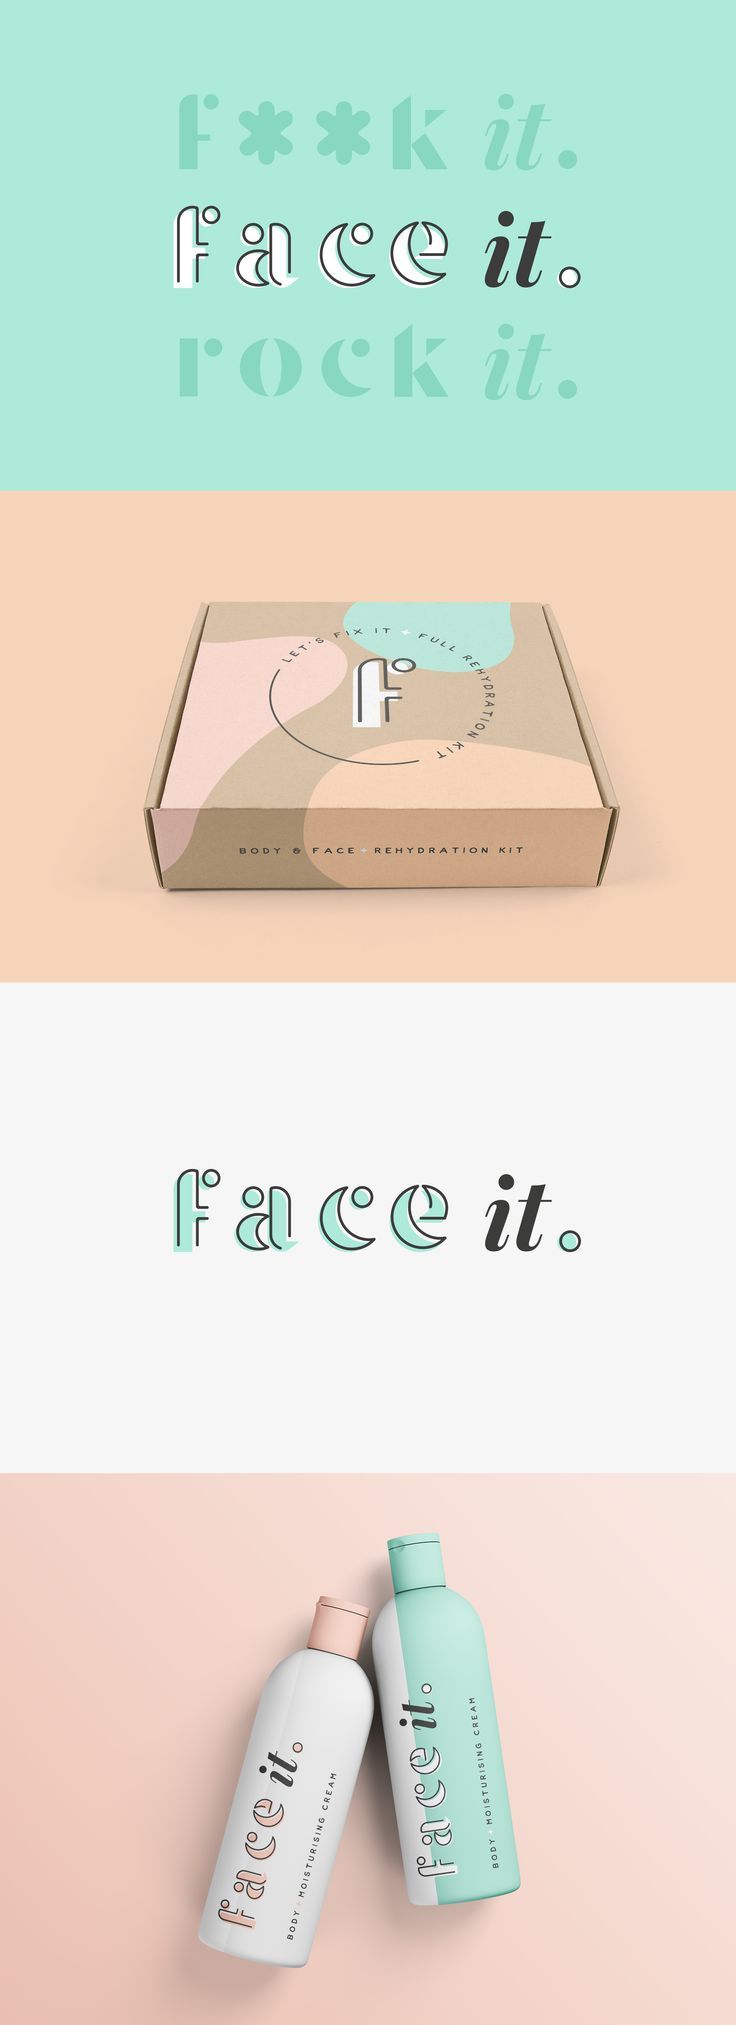 f**k it.
face it.
rock it.
LET'S FIX IT + FULL REHYDRATION KIT
f
BODY & FACE + REHYDRATION KIT
face it.
face it.
BODY + MOISTURISING CREAM
face it.
BODY + MOISTURISING CREAM